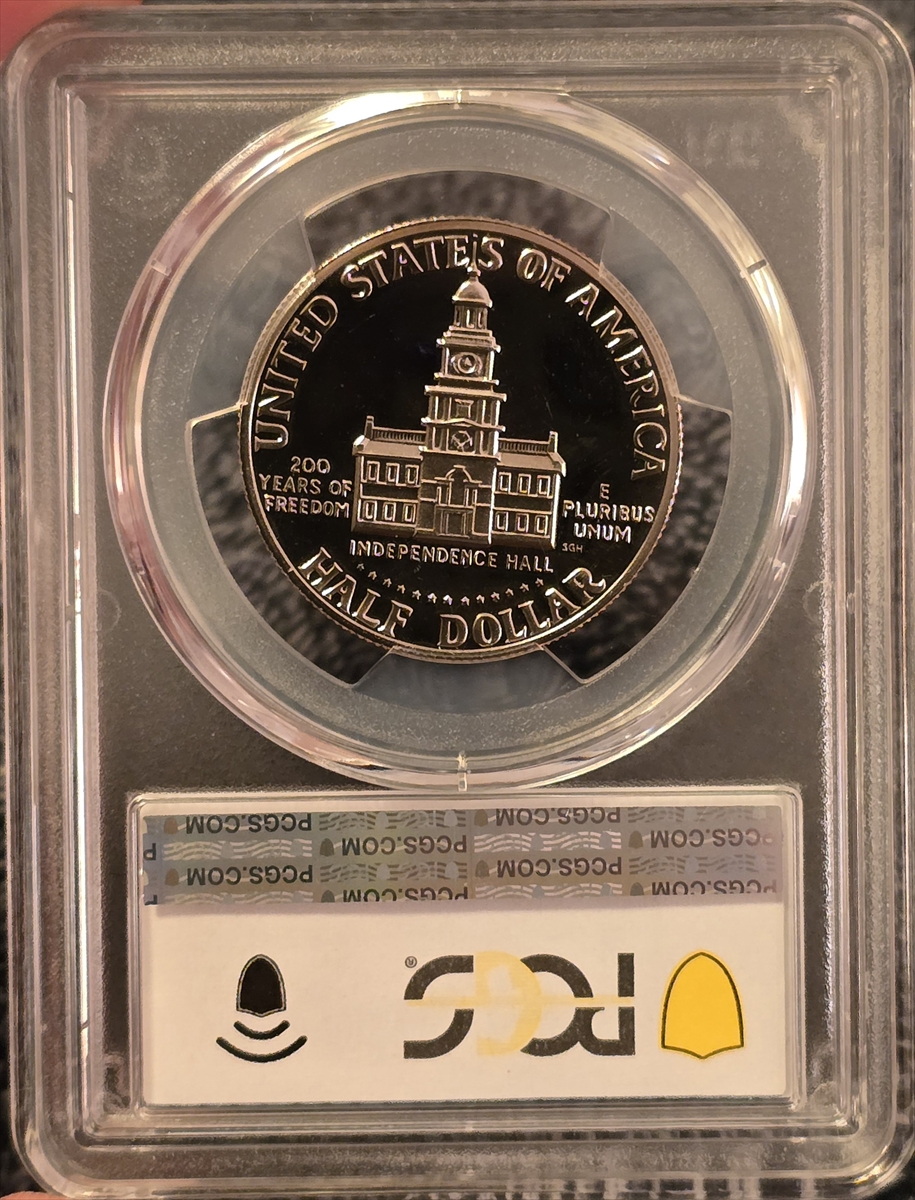 UNITED STATES OF AMERICA
200
YEARS OF
FREEDOM
E
PLURIBUS
UNUM
SGH
INDEPENDENCE HALL
HALF DOLLAR
PCGS.COM PCGS.COM
P PCGS.COM PCGS.COM
PCGS.COM PCGS.COM
P PCGS.COM PCGS.COM
PCGS®